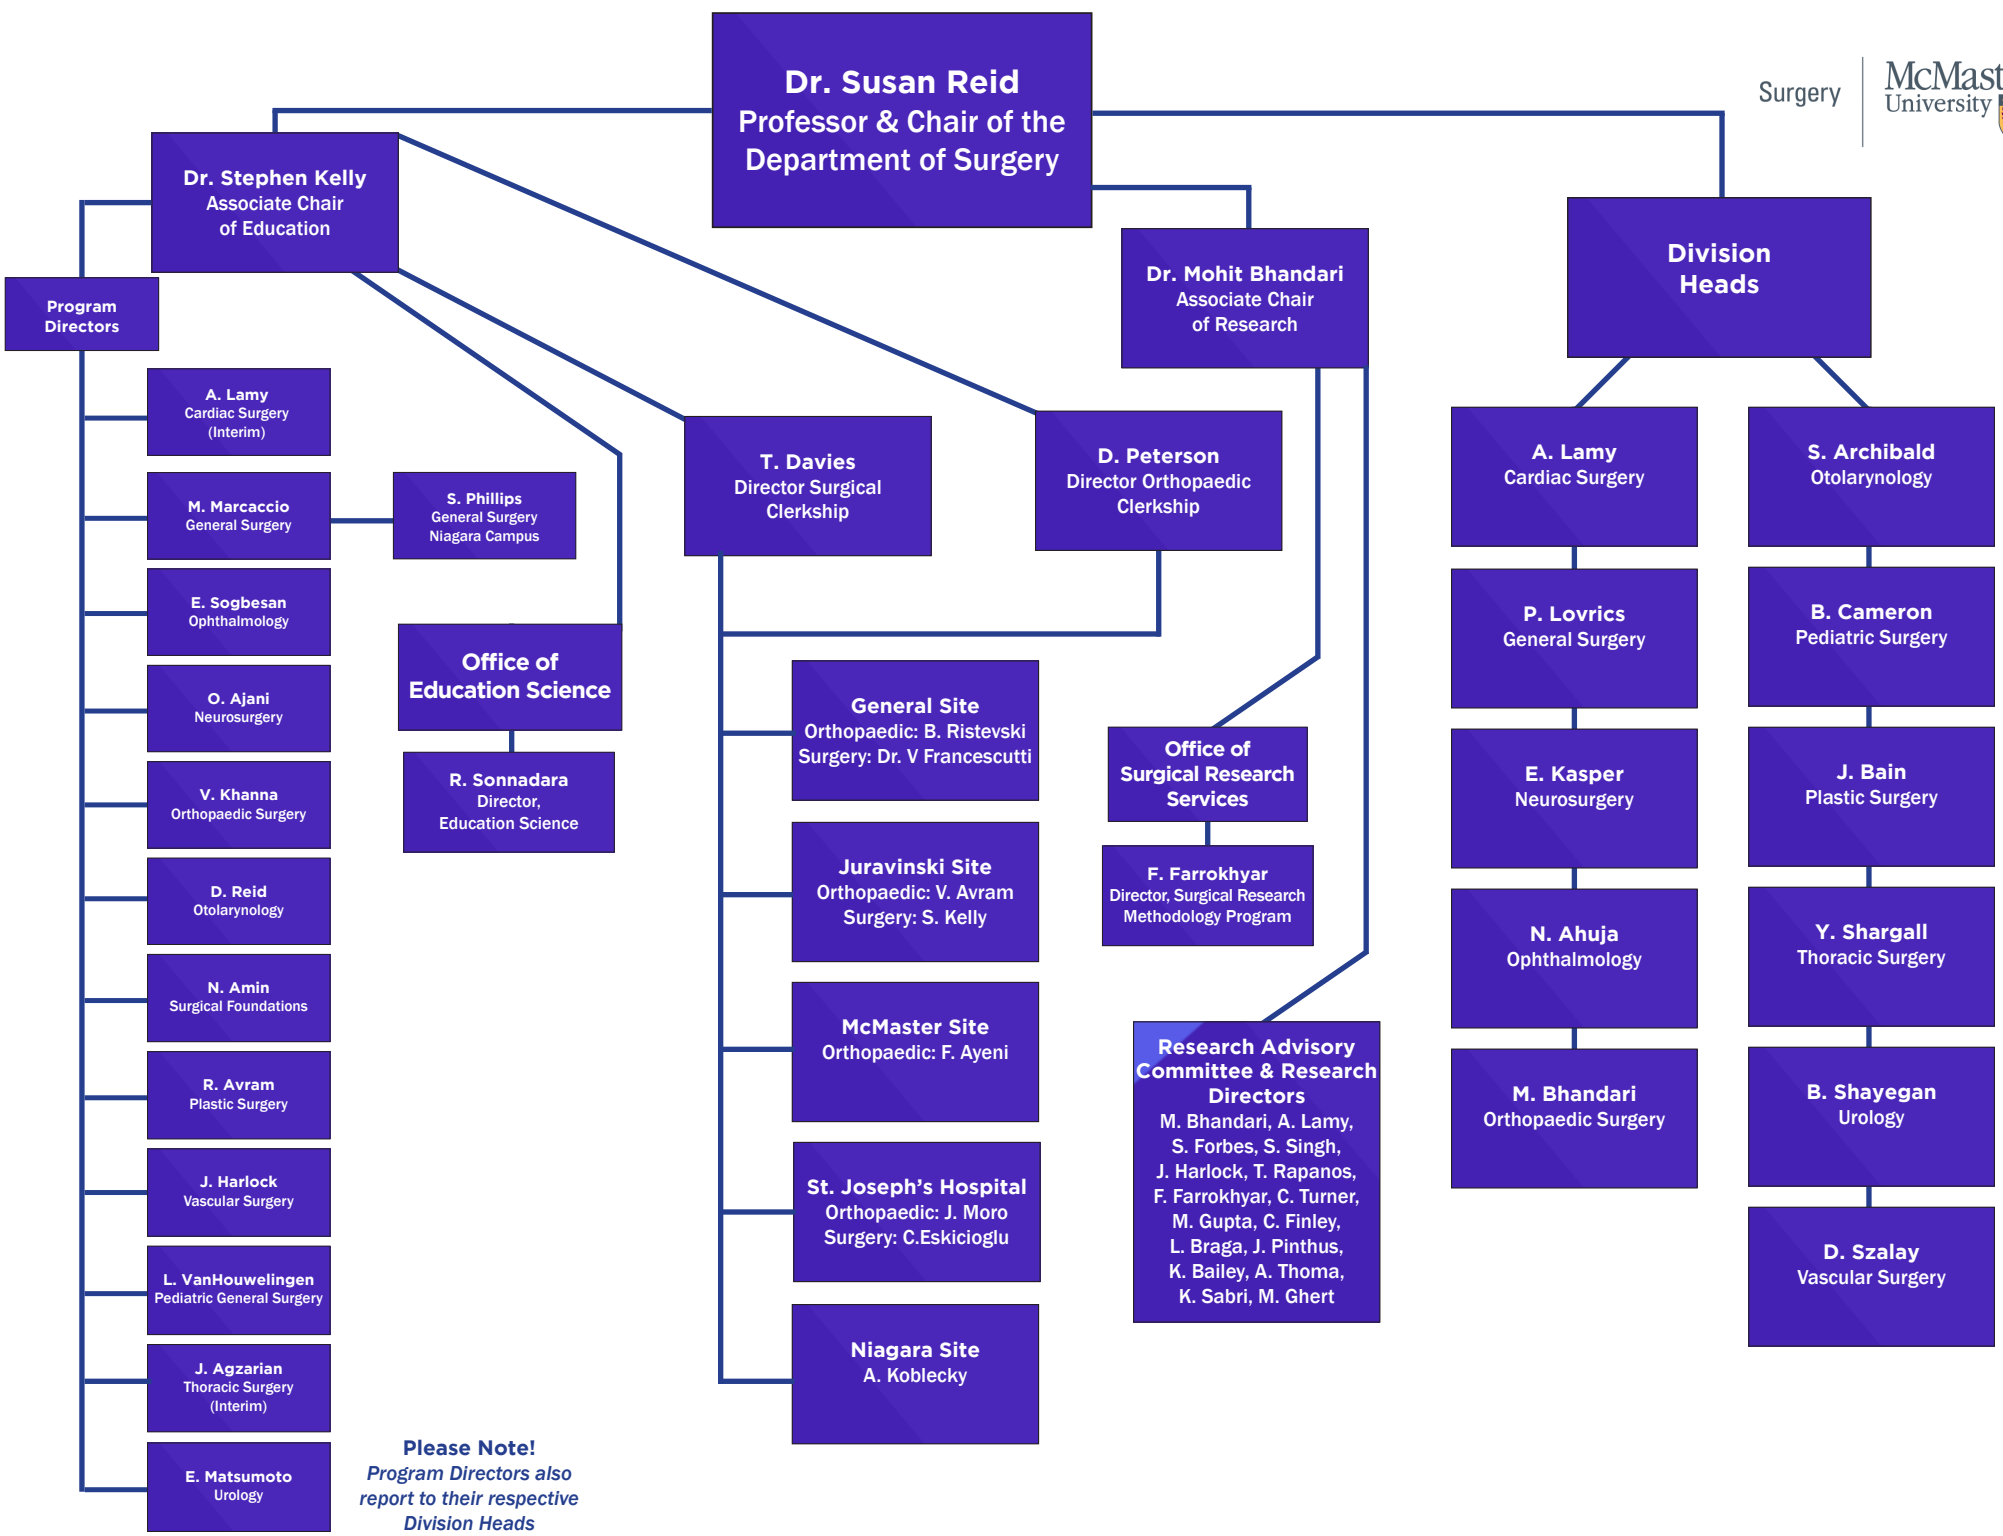 Dr. Susan Reid
Professor & Chair of the
Department of Surgery
Surgery
University
Dr. Stephen Kelly
Associate Chair
of Education
Program
Directors
A. Lamy
Cardiac Surgery
(Interim)
M. Marcaccio
General Surgery
S. Phillips
General Surgery
Niagara Campus
E. Sogbesan
Ophthalmology
O. Ajani
Neurosurgery
V. Khanna
Orthopaedic Surgery
D. Reid
Otolaryngology
N. Amin
Surgical Foundations
R. Avram
Plastic Surgery
J. Harlock
Vascular Surgery
L. VanHouwelingen
Pediatric General Surgery
J. Agzarian
Thoracic Surgery
(Interim)
E. Matsumoto
Urology
Please Note!
Program Directors also
report to their respective
Division Heads
Office of
Education Science
R. Sonnadara
Director,
Education Science
T. Davies
Director Surgical
Clerkship
D. Peterson
Director Orthopaedic
Clerkship
General Site
Orthopaedic: B. Ristevski
Surgery: Dr. V Francescutti
Juravinski Site
Orthopaedic: V. Avram
Surgery: S. Kelly
McMaster Site
Orthopaedic: F. Ayeni
St. Joseph’s Hospital
Orthopaedic: J. Moro
Surgery: C.Eskicioglu
Niagara Site
A. Koblecky
Dr. Mohit Bhandari
Associate Chair
of Research
Office of
Surgical Research
Services
F. Farrokhyar
Director, Surgical Research
Methodology Program
Research Advisory
Committee & Research
Directors
M. Bhandari, A. Lamy,
S. Forbes, S. Singh,
J. Harlock, T. Rapanos,
F. Farrokhyar, C. Turner,
M. Gupta, C. Finley,
L. Braga, J. Pinthus,
K. Bailey, A. Thoma,
K. Sabri, M. Ghert
Division
Heads
A. Lamy
Cardiac Surgery
P. Lovrics
General Surgery
E. Kasper
Neurosurgery
N. Ahuja
Ophthalmology
M. Bhandari
Orthopaedic Surgery
S. Archibald
Otolarynology
B. Cameron
Pediatric Surgery
J. Bain
Plastic Surgery
Y. Shargall
Thoracic Surgery
B. Shayegan
Urology
D. Szalay
Vascular Surgery